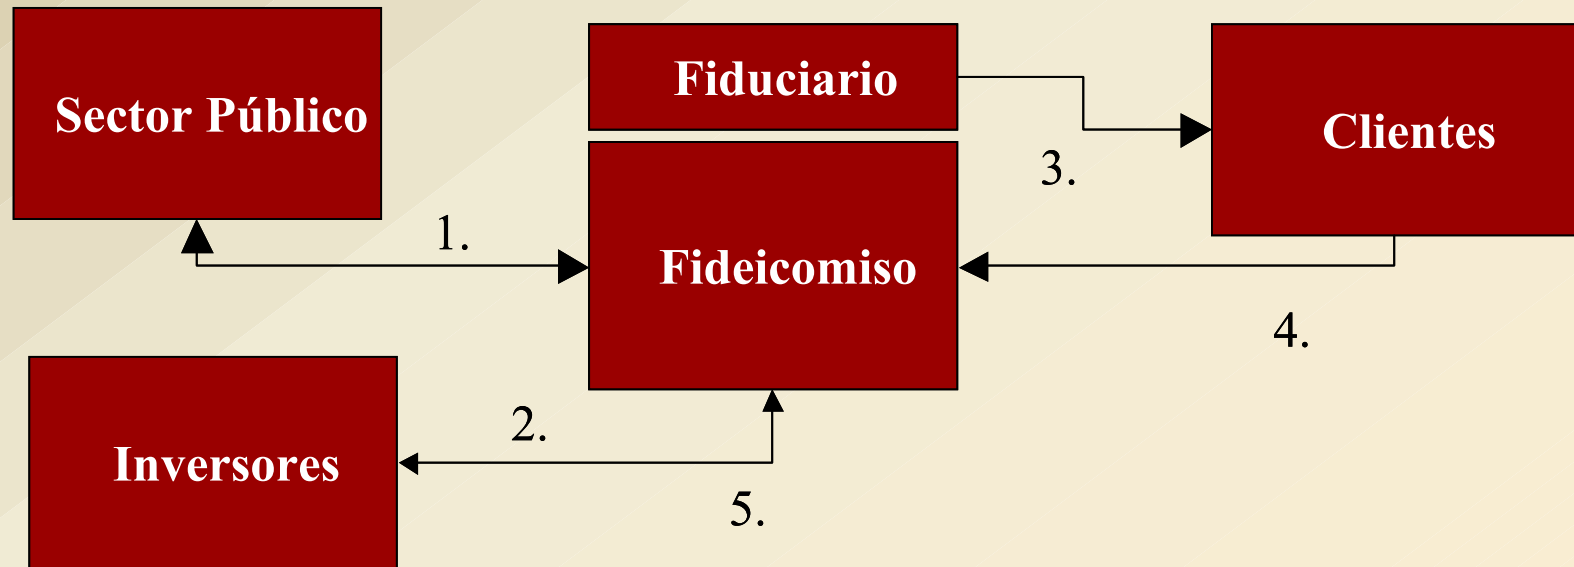 Sector Público
Fiduciario
Clientes
3.
1.
Fideicomiso
4.
2.
Inversores
5.